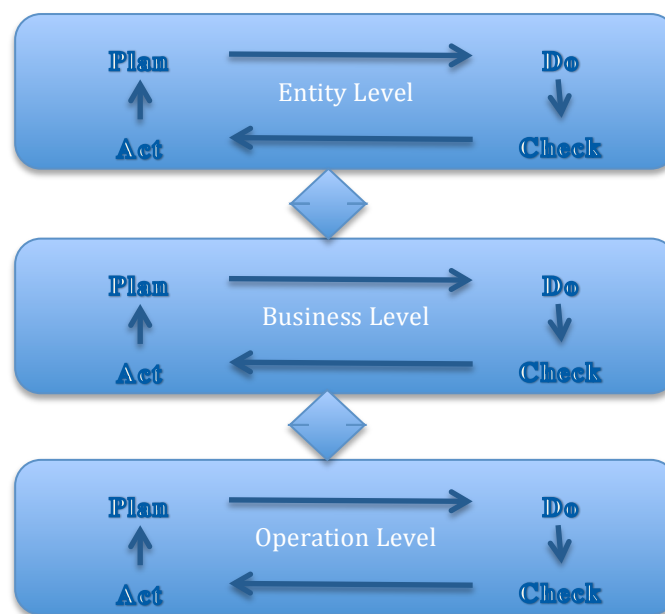 Plan Do
Entity Level
Act Check
Plan Do
Business Level
Act Check
Plan Do
Operation Level
Act Check